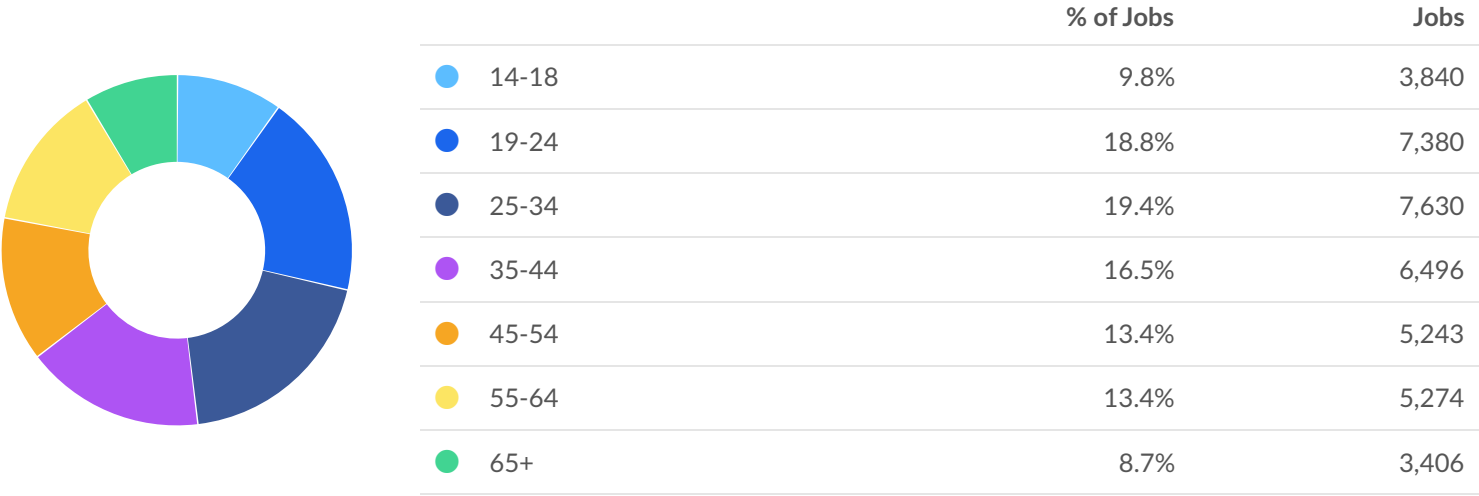 % of Jobs Jobs
14-18 9.8% 3,840
19-24 18.8% 7,380
25-34 19.4% 7,630
35-44 16.5% 6,496
45-54 13.4% 5,243
55-64 13.4% 5,274
65+ 8.7% 3,406